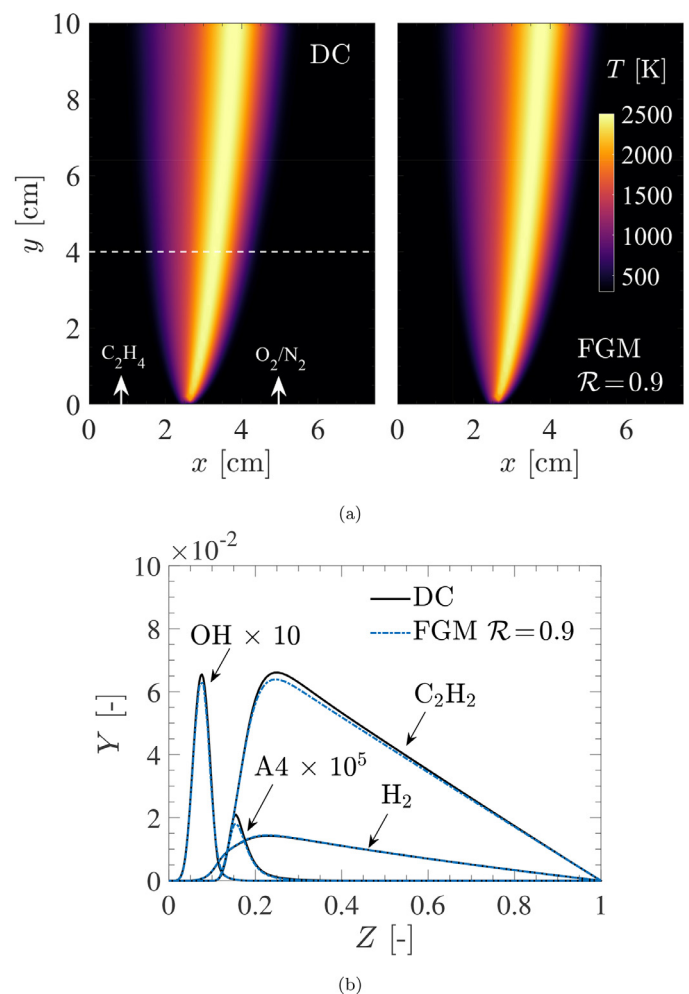 10
8
6
4
2
0
y [cm]
DC
C2H4
O2/N2
0 2 4 6
x [cm]
T [K]
2500
2000
1500
1000
500
FGM
R=0.9
0 2 4 6
x [cm]
(a)
×10-2
10
8
6
4
2
0
Y [-]
DC
FGM R=0.9
OH × 10
C2H2
A4 × 10^5
H2
0 0.2 0.4 0.6 0.8 1
Z [-]
(b)